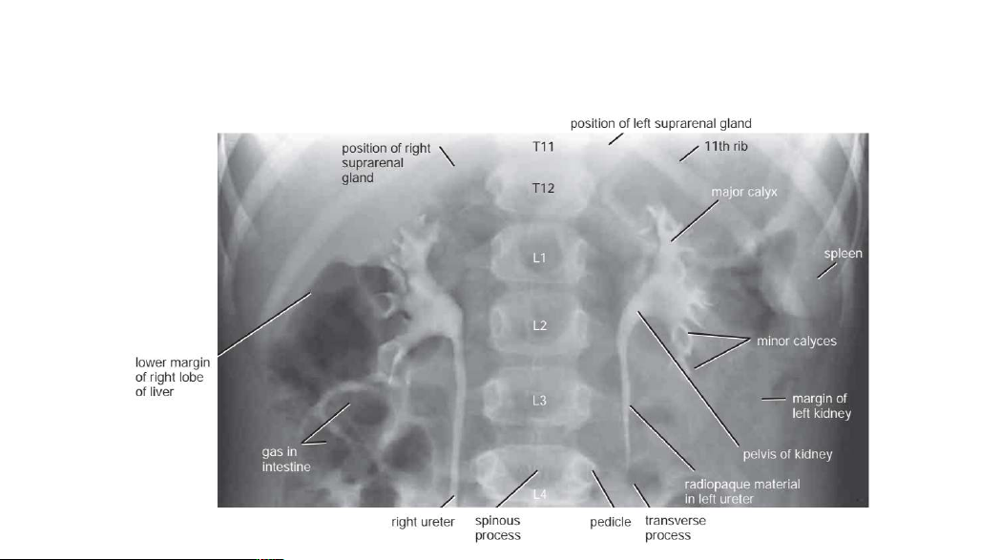 position of left suprarenal gland
position of right
suprarenal
gland
T11
11th rib
T12
major calyx
L1
spleen
L2
minor calyces
lower margin
of right lobe
of liver
L3
margin of
left kidney
gas in
intestine
pelvis of kidney
radiopaque material
in left ureter
L4
right ureter
spinous
process
pedicle
transverse
process